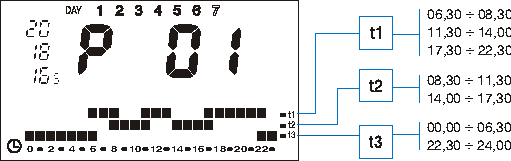 DAY 1 2 3 4 5 6 7
20
18
16 5
P 01
t1
t2
t3
0 2 4 6 8 10 12 14 16 18 20 22
t1
06,30 ÷ 08,30
11,30 ÷ 14,00
17,30 ÷ 22,30
t2
08,30 ÷ 11,30
14,00 ÷ 17,30
t3
00,00 ÷ 06,30
22,30 ÷ 24,00